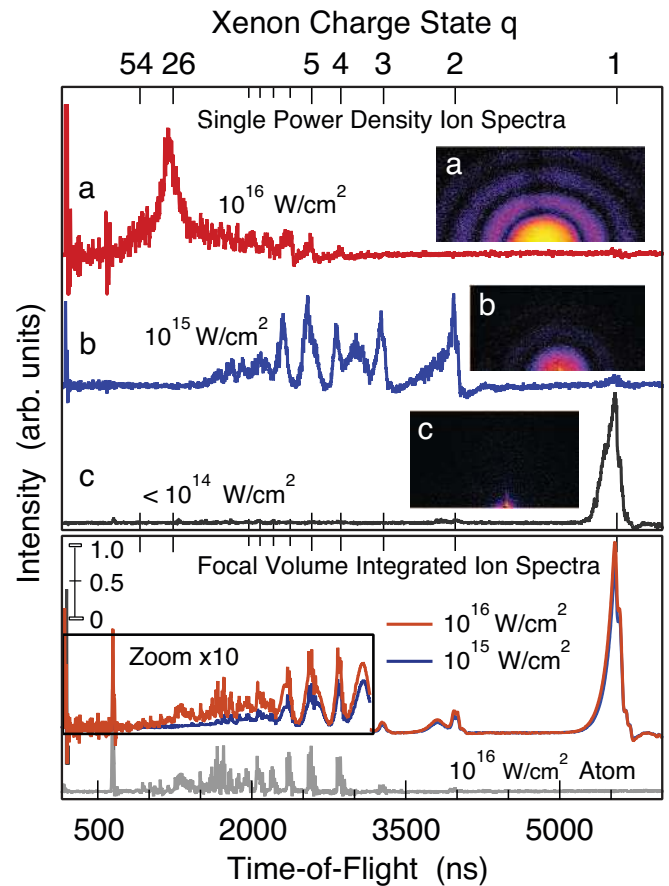 Xenon Charge State q
54 26 5 4 3 2 1
Single Power Density Ion Spectra
a
a
10^16 W/cm^2
b
b
10^15 W/cm^2
c
c
< 10^14 W/cm^2
Intensity (arb. units)
1.0
0.5
0
Focal Volume Integrated Ion Spectra
10^16 W/cm^2
10^15 W/cm^2
Zoom x10
10^16 W/cm^2 Atom
500 2000 3500 5000
Time-of-Flight (ns)